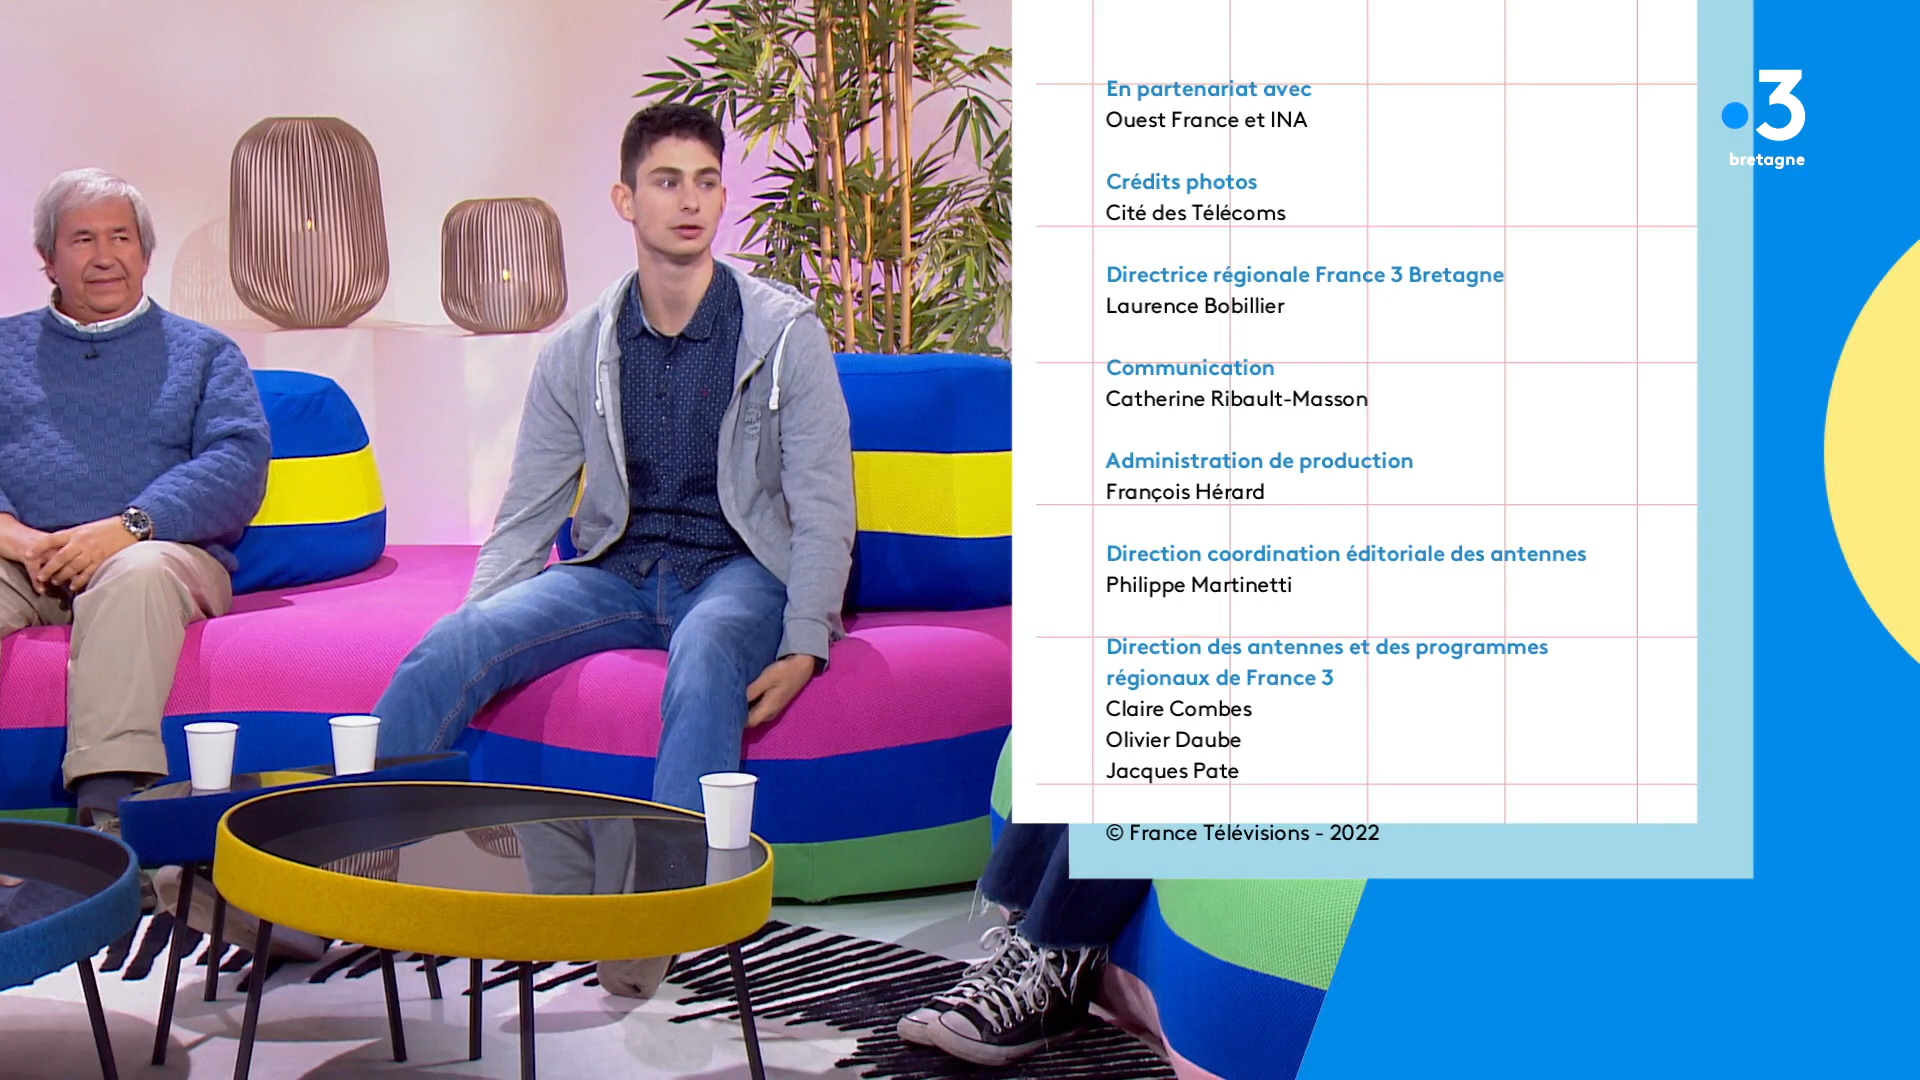 En partenariat avec
Ouest France et INA
Crédits photos
Cité des Télécoms
Directrice régionale France 3 Bretagne
Laurence Bobillier
Communication
Catherine Ribault-Masson
Administration de production
François Hérard
Direction coordination éditoriale des antennes
Philippe Martinetti
Direction des antennes et des programmes
régionaux de France 3
Claire Combes
Olivier Daube
Jacques Pate
© France Télévisions - 2022
3
bretagne